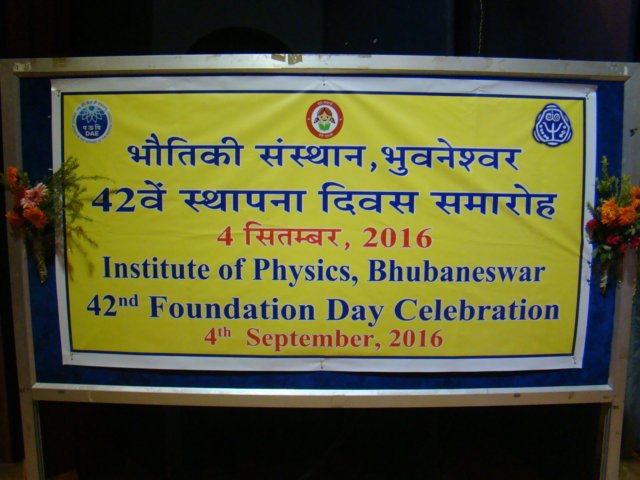 प ऊ वि
DAE
भौतिकी संस्थान, भुवनेश्वर
42वें स्थापना दिवस समारोह
4 सितम्बर, 2016
Institute of Physics, Bhubaneswar
42nd Foundation Day Celebration
4th September, 2016